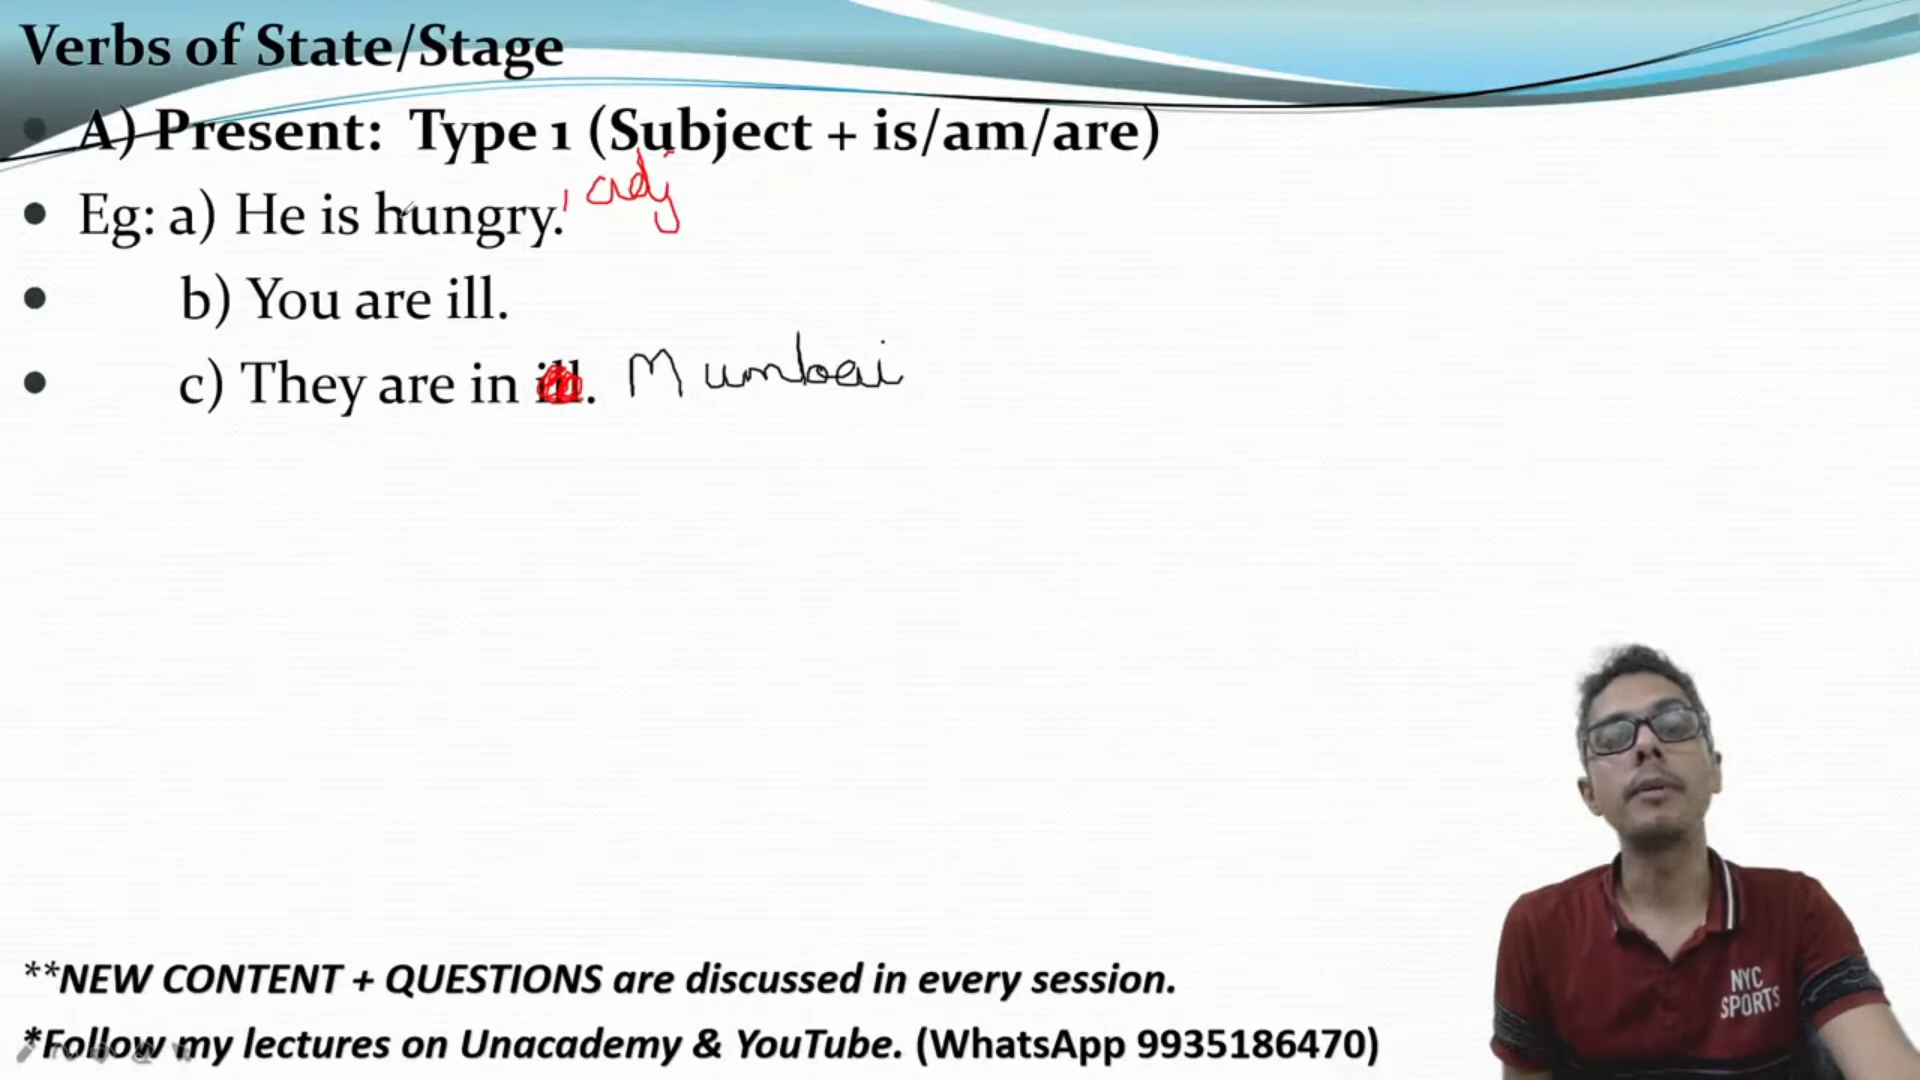 Verbs of State/Stage
A) Present: Type 1 (Subject + is/am/are)
Eg: a) He is hungry. adj
b) You are ill.
c) They are in ill. Mumbai
**NEW CONTENT + QUESTIONS are discussed in every session.
*Follow my lectures on Unacademy & YouTube. (WhatsApp 9935186470)
NYC
SPORTS